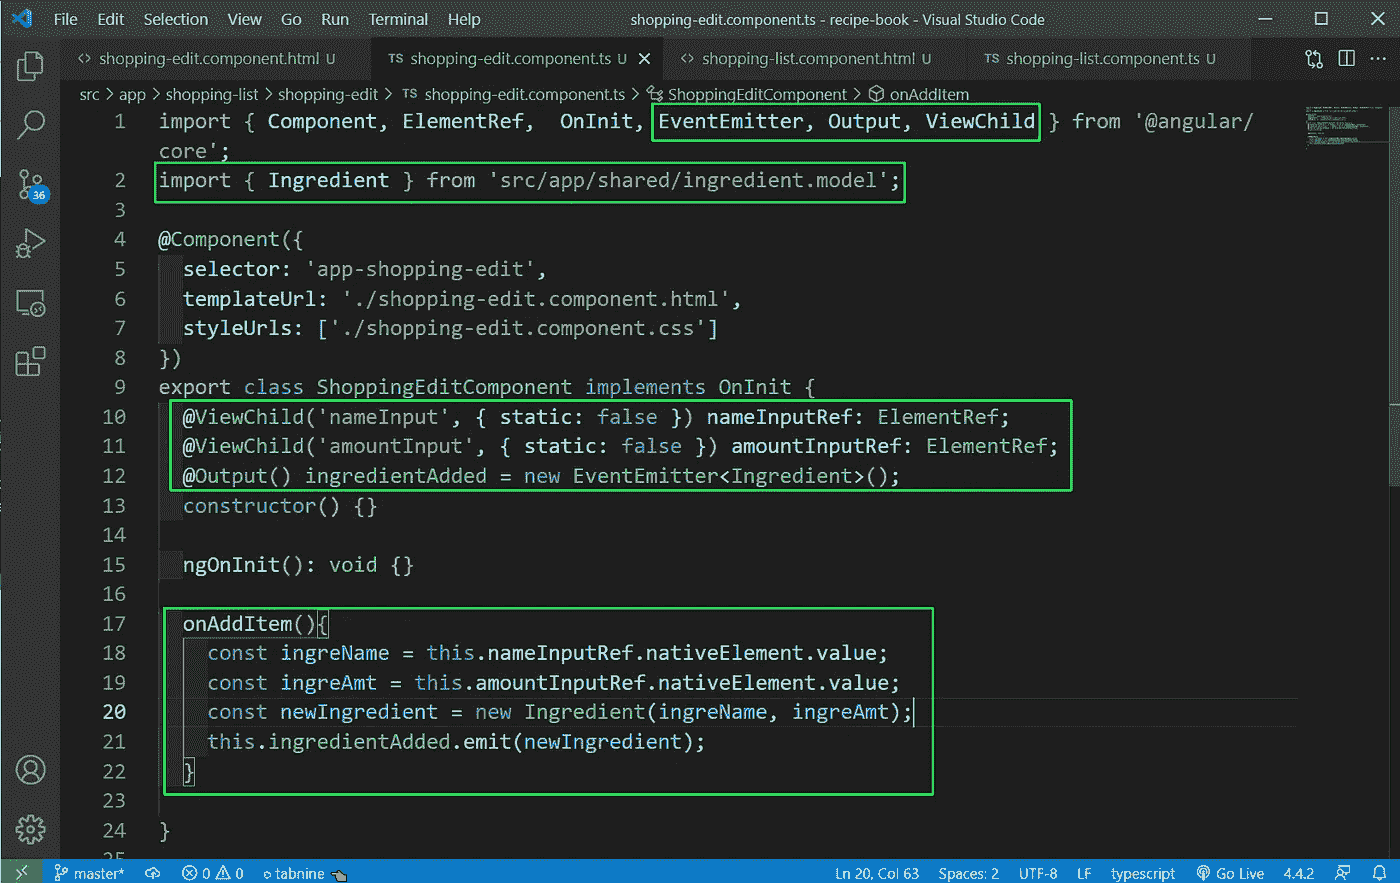 File Edit Selection View Go Run Terminal Help shopping-edit.component.ts - recipe-book - Visual Studio Code
<> shopping-edit.component.html U TS shopping-edit.component.ts U <> shopping-list.component.html U TS shopping-list.component.ts U
src > app > shopping-list > shopping-edit > TS shopping-edit.component.ts > ShoppingEditComponent > onAddItem
1 import { Component, ElementRef, OnInit, EventEmitter, Output, ViewChild } from '@angular/
core';
2 import { Ingredient } from 'src/app/shared/ingredient.model';
3
4 @Component({
5 selector: 'app-shopping-edit',
6 templateUrl: './shopping-edit.component.html',
7 styleUrls: ['./shopping-edit.component.css']
8 })
9 export class ShoppingEditComponent implements OnInit {
10 @ViewChild('nameInput', { static: false }) nameInputRef: ElementRef;
11 @ViewChild('amountInput', { static: false }) amountInputRef: ElementRef;
12 @Output() ingredientAdded = new EventEmitter<Ingredient>();
13 constructor() {}
14
15 ngOnInit(): void {}
16
17 onAddItem(){
18 const ingreName = this.nameInputRef.nativeElement.value;
19 const ingreAmt = this.amountInputRef.nativeElement.value;
20 const newIngredient = new Ingredient(ingreName, ingreAmt);
21 this.ingredientAdded.emit(newIngredient);
22 }
23
24 }
25
36
master* 0 0 tabnine Ln 20, Col 63 Spaces: 2 UTF-8 LF typescript Go Live 4.4.2